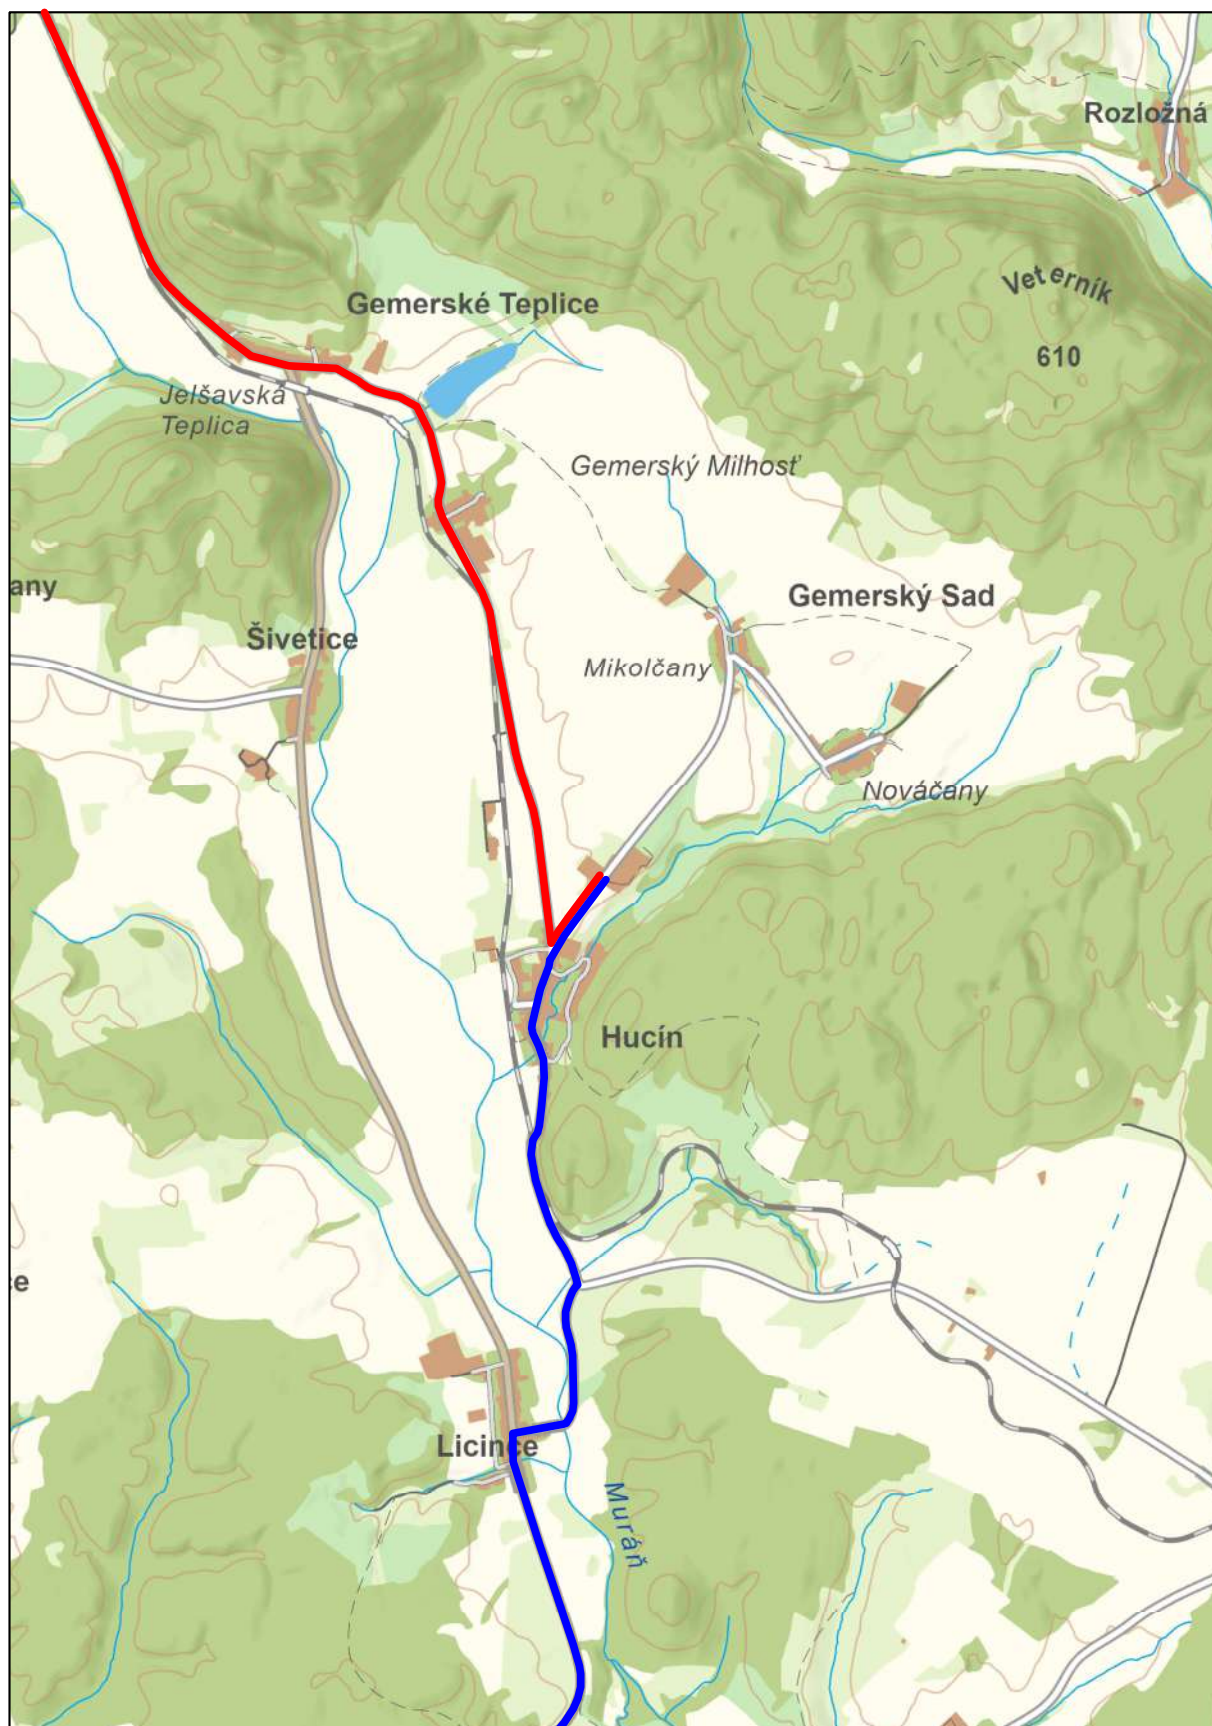 Rozložná
Veterník
Gemerské Teplice
610
Jelšavská
Teplica
Gemerský Milhosť
any
Gemerský Sad
Šivetice
Mikolčany
Nováčany
Hucín
ce
Licince
Muráň